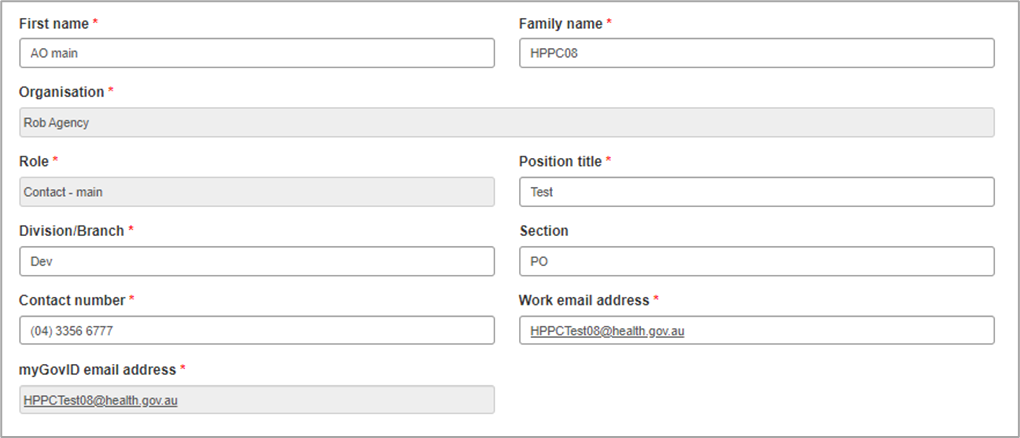 First name * Family name *
AO main HPPC08
Organisation *
Rob Agency
Role * Position title *
Contact - main Test
Division/Branch * Section
Dev PO
Contact number * Work email address *
(04) 3356 6777 HPPCTest08@health.gov.au
myGovID email address *
HPPCTest08@health.gov.au